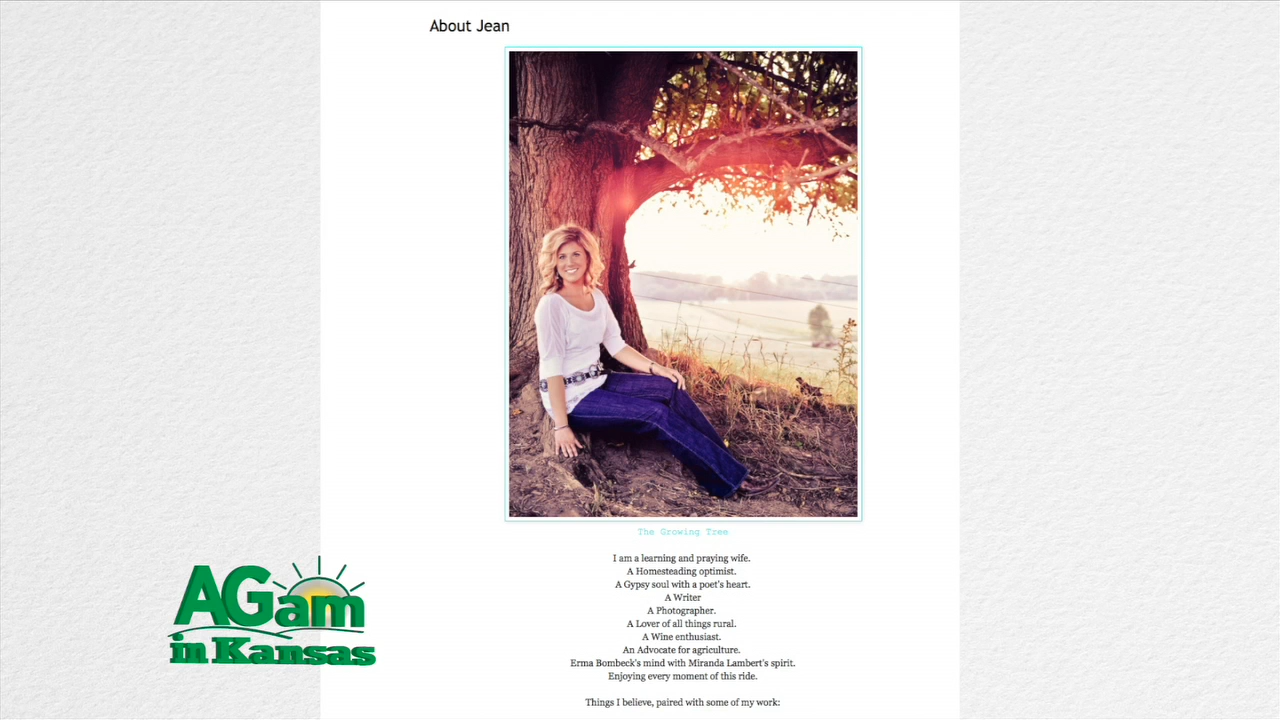 About Jean
The Growing Tree
I am a learning and praying wife.
A Homesteading optimist.
A Gypsy soul with a poet's heart.
A Writer
A Photographer.
A Lover of all things rural.
A Wine enthusiast.
An Advocate for agriculture.
Erma Bombeck's mind with Miranda Lambert's spirit.
Enjoying every moment of this ride.
Things I believe, paired with some of my work:
AGam
in Kansas